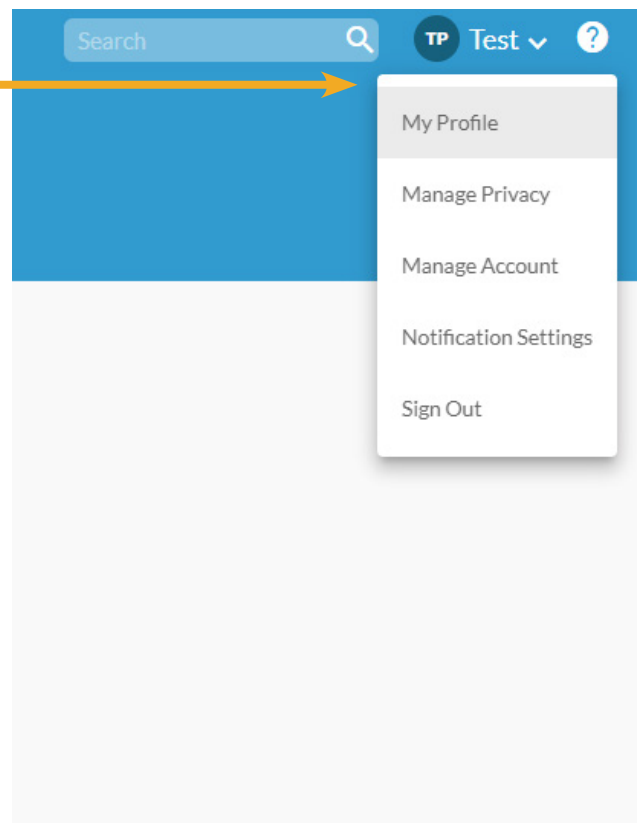 Search TP Test ?
My Profile
Manage Privacy
Manage Account
Notification Settings
Sign Out